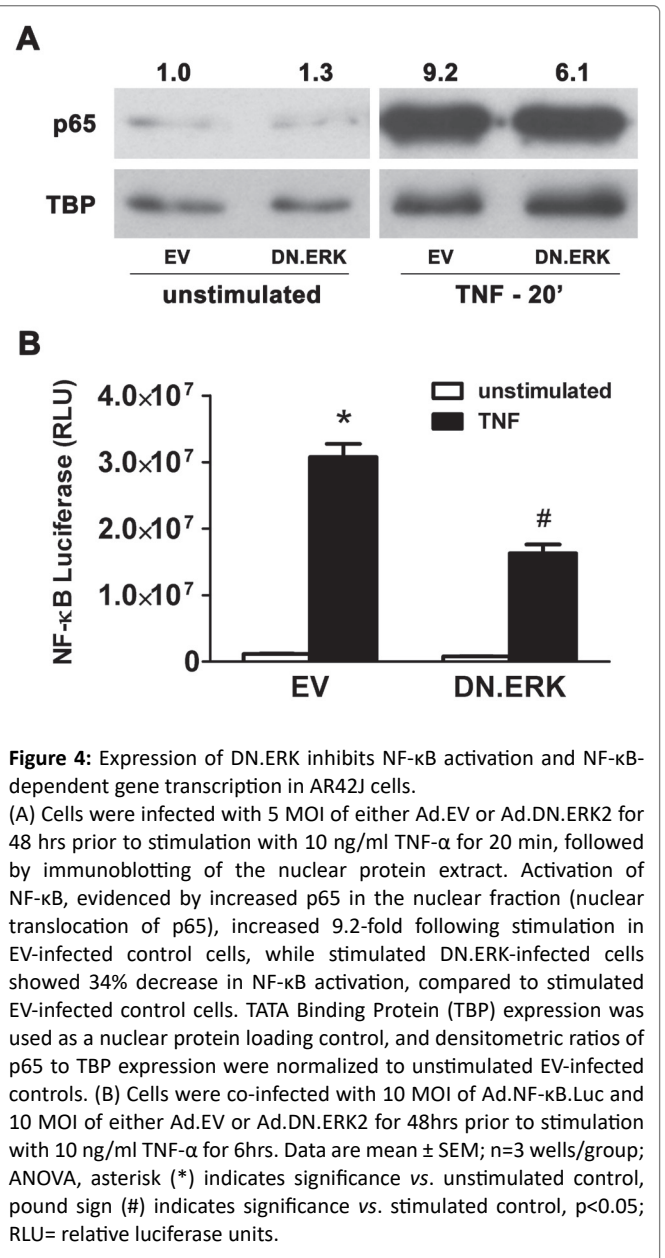 A
1.0 1.3 9.2 6.1
p65
TBP
EV DN.ERK EV DN.ERK
unstimulated TNF - 20’
B
NF-κB Luciferase (RLU)
4.0×10⁷
3.0×10⁷
2.0×10⁷
1.0×10⁷
0
unstimulated
TNF
*
#
EV DN.ERK
Figure 4: Expression of DN.ERK inhibits NF-κB activation and NF-κB-
dependent gene transcription in AR42J cells.
(A) Cells were infected with 5 MOI of either Ad.EV or Ad.DN.ERK2 for
48 hrs prior to stimulation with 10 ng/ml TNF-α for 20 min, followed
by immunoblotting of the nuclear protein extract. Activation of
NF-κB, evidenced by increased p65 in the nuclear fraction (nuclear
translocation of p65), increased 9.2-fold following stimulation in
EV-infected control cells, while stimulated DN.ERK-infected cells
showed 34% decrease in NF-κB activation, compared to stimulated
EV-infected control cells. TATA Binding Protein (TBP) expression was
used as a nuclear protein loading control, and densitometric ratios of
p65 to TBP expression were normalized to unstimulated EV-infected
controls. (B) Cells were co-infected with 10 MOI of Ad.NF-κB.Luc and
10 MOI of either Ad.EV or Ad.DN.ERK2 for 48hrs prior to stimulation
with 10 ng/ml TNF-α for 6hrs. Data are mean ± SEM; n=3 wells/group;
ANOVA, asterisk (*) indicates significance vs. unstimulated control,
pound sign (#) indicates significance vs. stimulated control, p<0.05;
RLU= relative luciferase units.